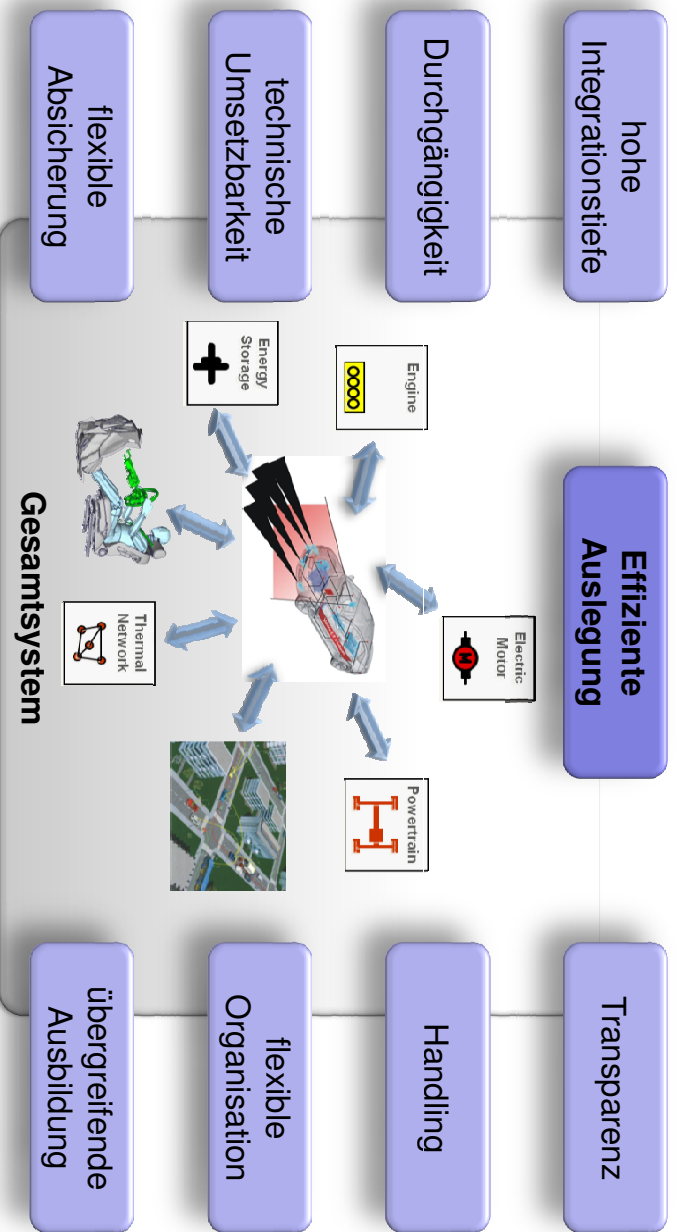 Effiziente
Auslegung
hohe
Integrationstiefe
Durchgängigkeit
technische
Umsetzbarkeit
flexible
Absicherung
Electric
Motor
Engine
Powertrain
Energy
Storage
Thermal
Network
Gesamtsystem
Transparenz
Handling
flexible
Organisation
übergreifende
Ausbildung